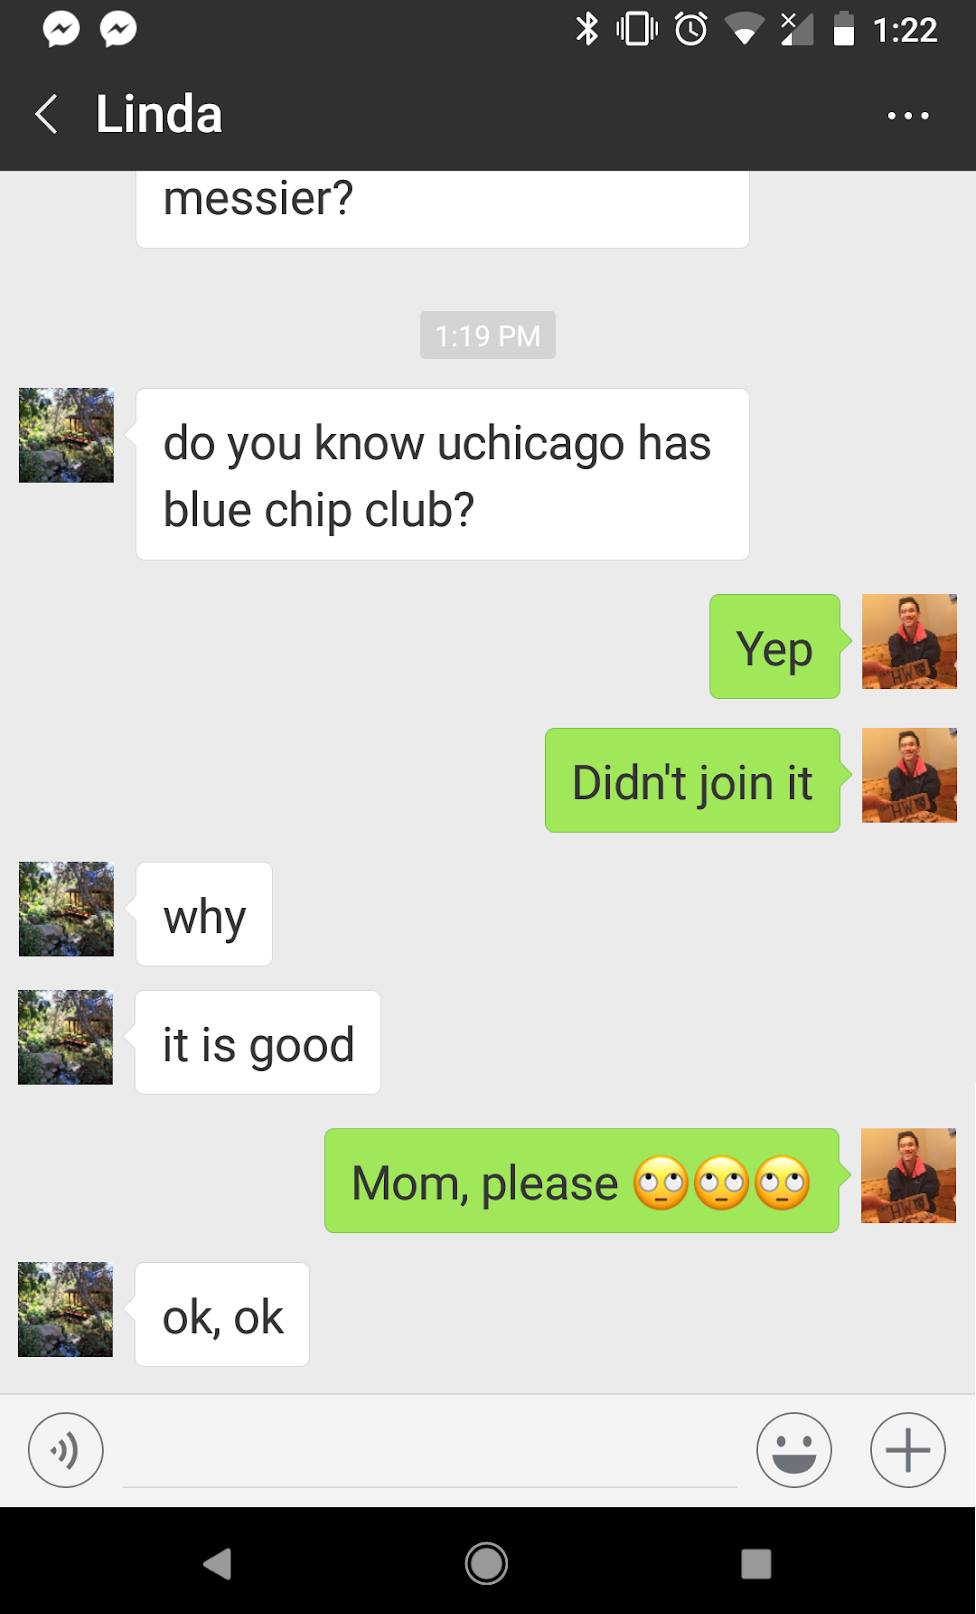 1:22
Linda
messier?
1:19 PM
do you know uchicago has
blue chip club?
Yep
Didn't join it
why
it is good
Mom, please 🙄🙄🙄
ok, ok